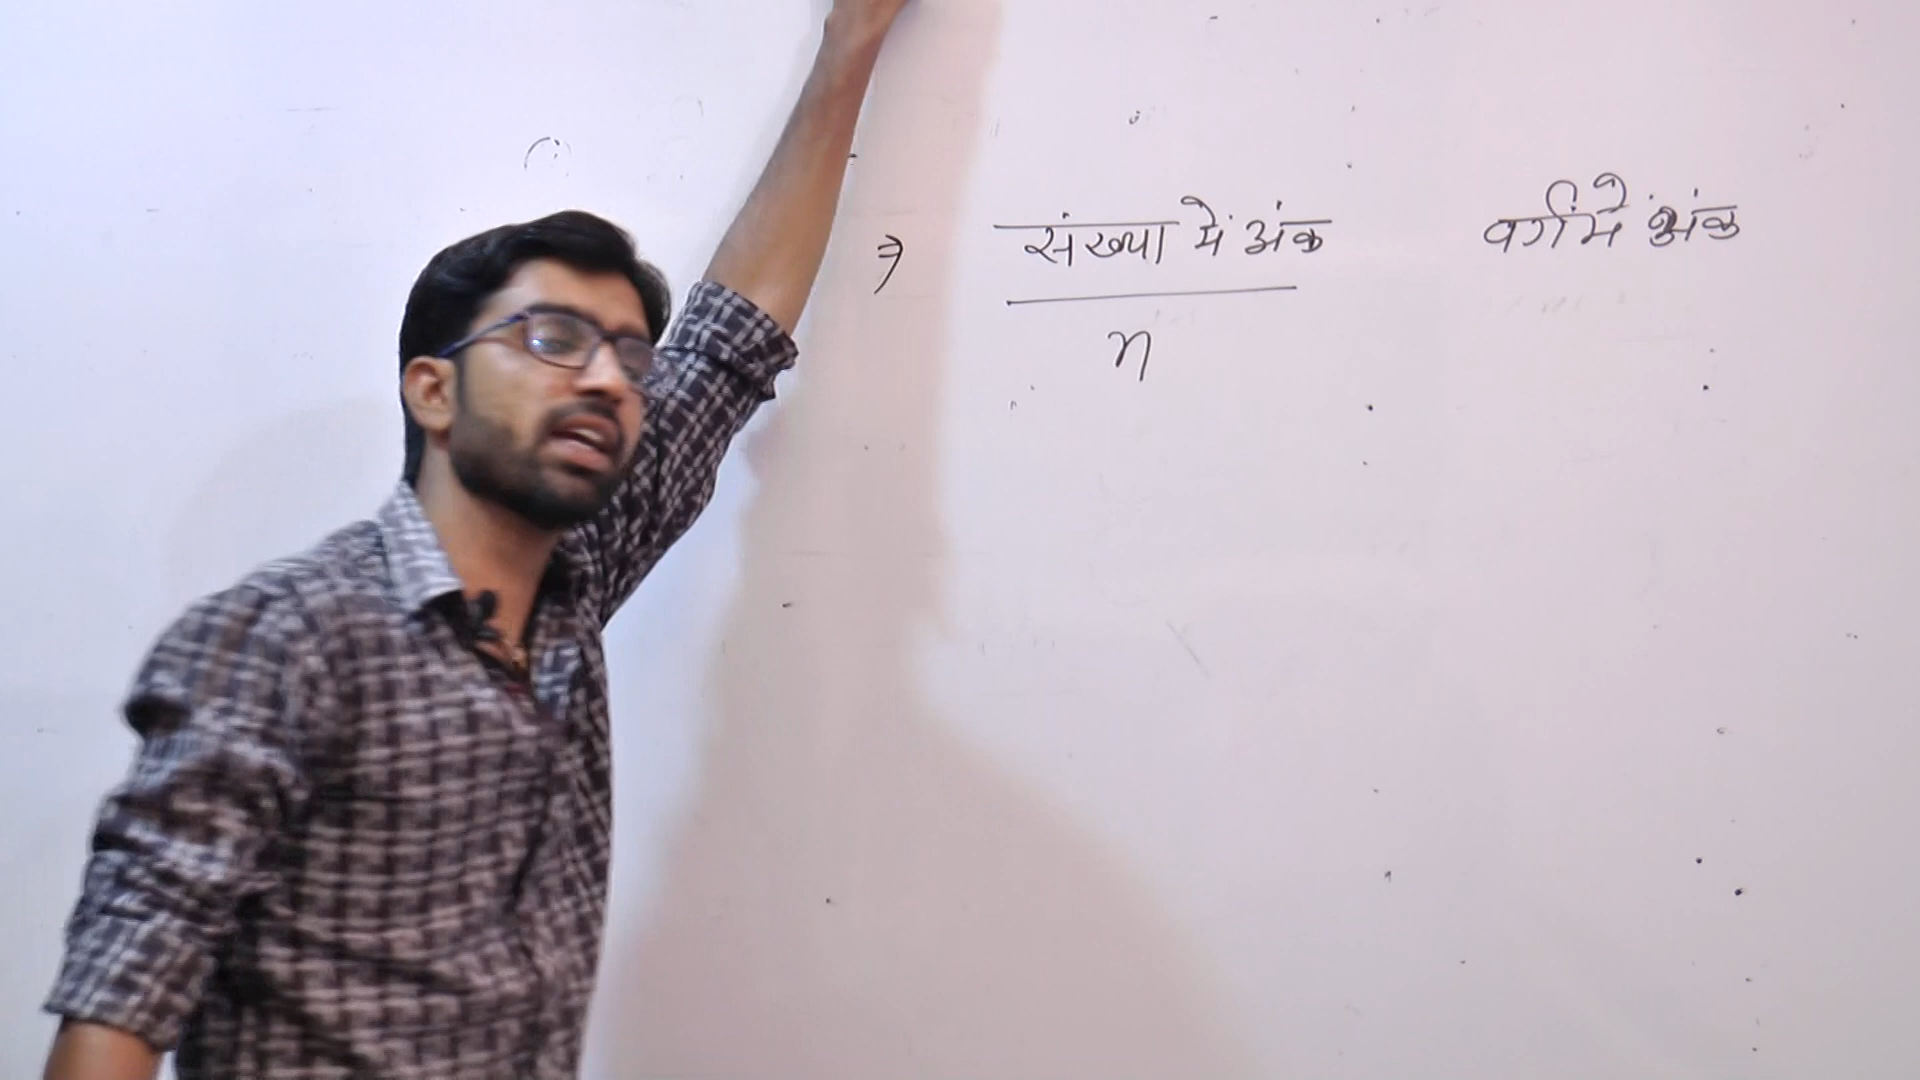 ⇒ संख्या में अंक वर्ग में अंक
n